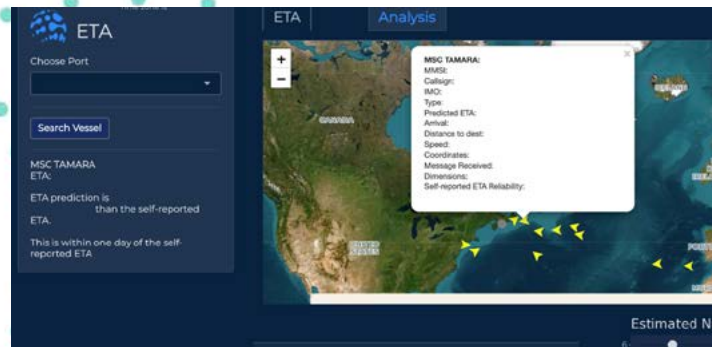 ETA
Choose Port
Search Vessel
MSC TAMARA
ETA:
ETA prediction is
than the self-reported
ETA.
This is within one day of the self-
reported ETA
ETA
Analysis
+
−
MSC TAMARA:
MMSI:
Callsign:
IMO:
Type:
Predicted ETA:
Arrival:
Distance to dest:
Speed:
Coordinates:
Message Received:
Dimensions:
Self-reported ETA Reliability:
×
CANADA
UNITED
STATES
ICELAND
Estimated N